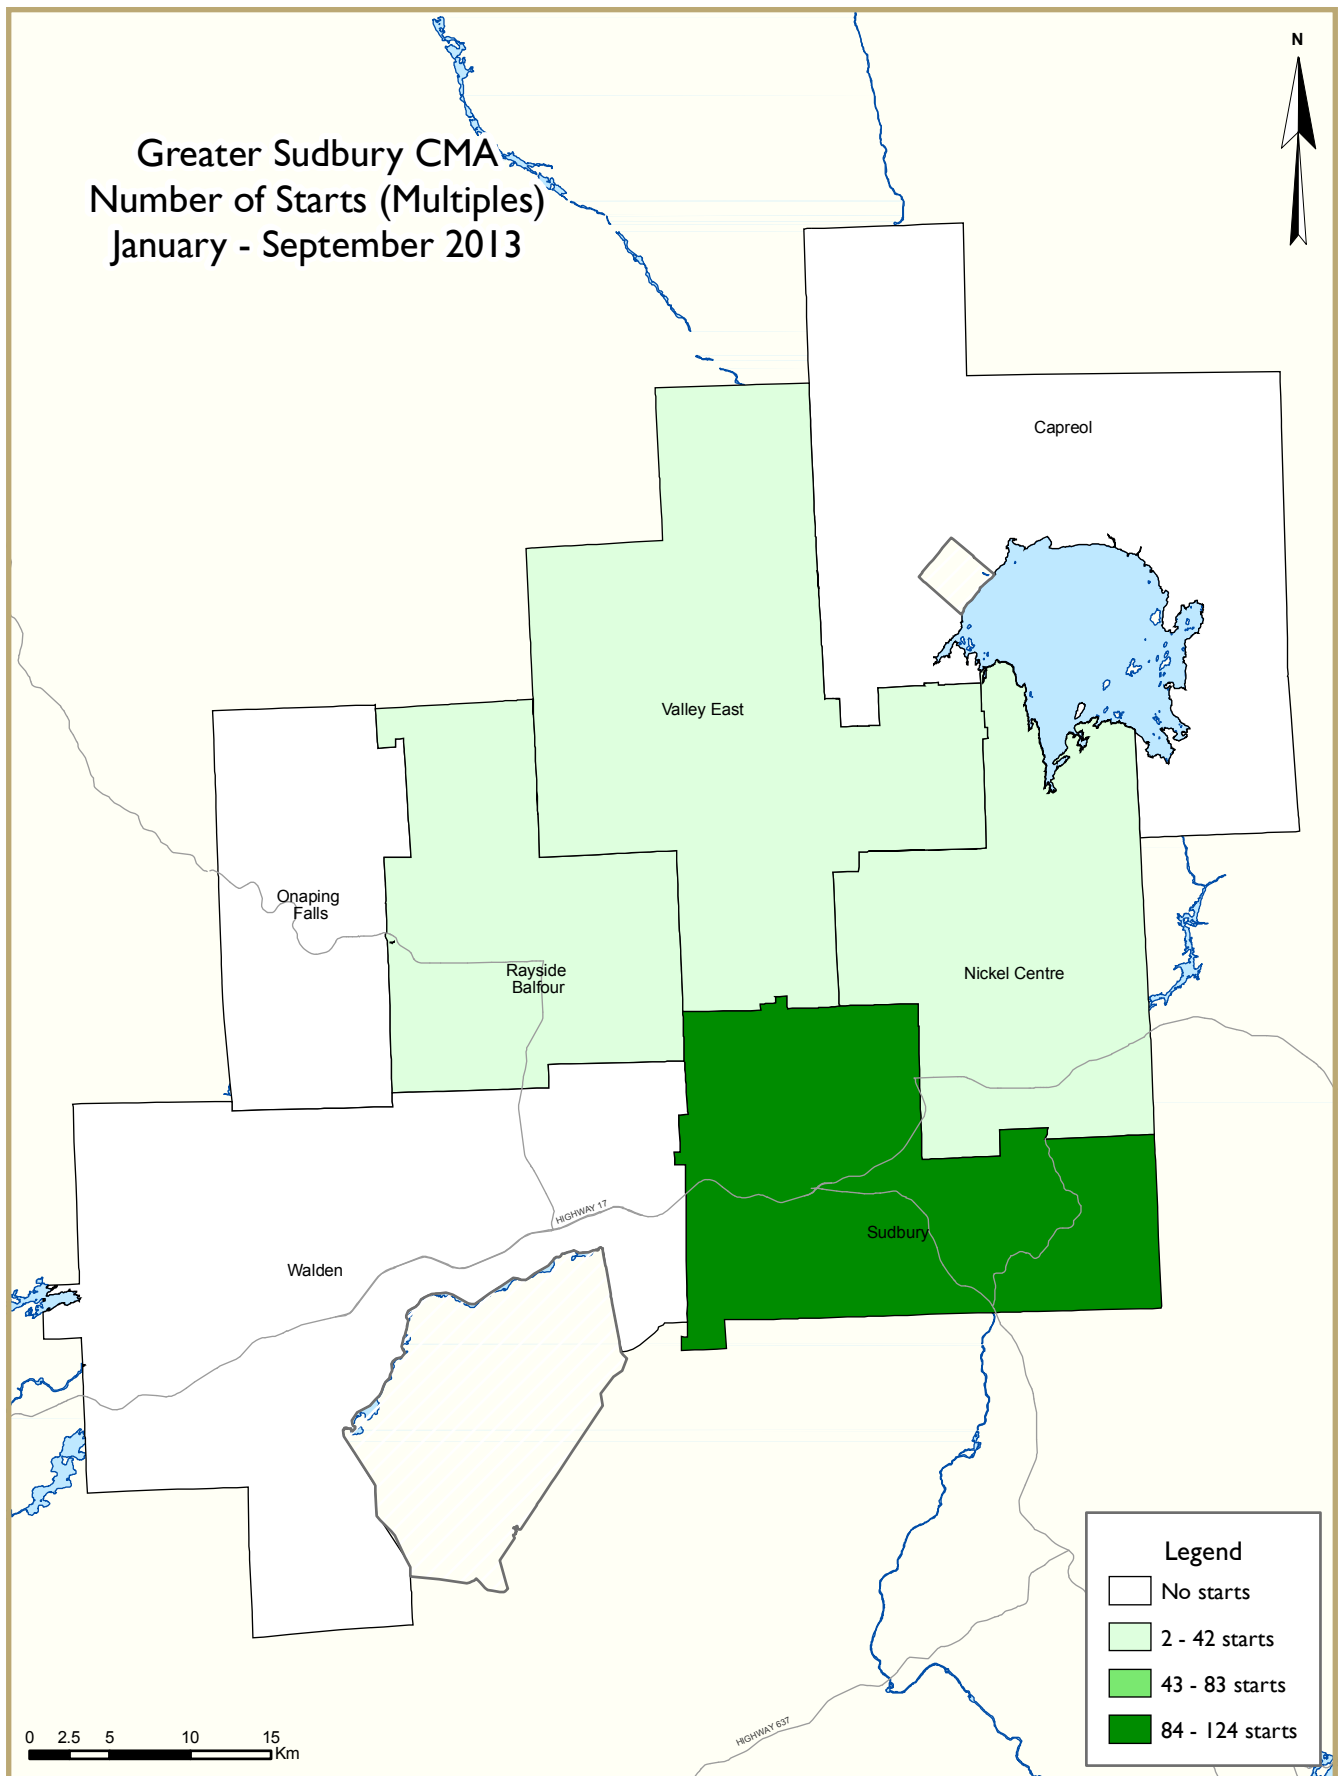 N
Greater Sudbury CMA
Number of Starts (Multiples)
January - September 2013
Capreol
Valley East
Onaping
Falls
Rayside
Balfour
Nickel Centre
HIGHWAY 17
Sudbury
Walden
Legend
No starts
2 - 42 starts
43 - 83 starts
84 - 124 starts
HIGHWAY 637
0 2.5 5 10 15
Km